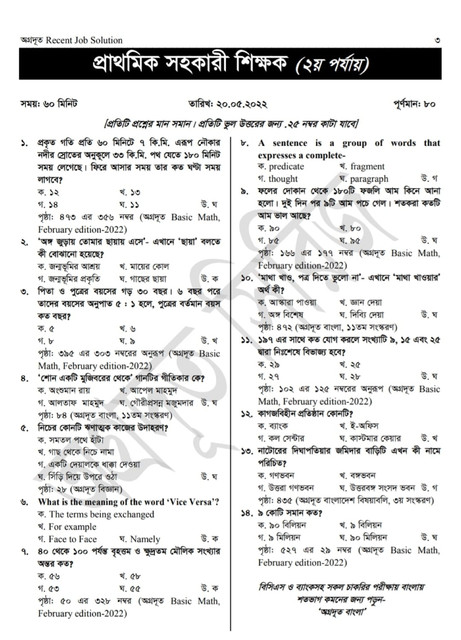 অগ্রদূত Recent Job Solution
৩
প্রাথমিক সহকারী শিক্ষক (২য় পর্যায়)
সময়: ৬০ মিনিট
তারিখ: ২০.০৫.২০২২
পূর্ণমান: ৮০
[প্রতিটি প্রশ্নের মান সমান। প্রতিটি ভুল উত্তরের জন্য .২৫ নম্বর কাটা যাবে]
১. প্রকৃত গতি প্রতি ৬০ মিনিটে ৭ কি.মি. এরূপ নৌকার
নদীর স্রোতের অনুকূলে ৩৩ কি.মি. পথ যেতে ১৮০ মিনিট
সময় লেগেছে। ফিরে আসার সময় তার কত ঘণ্টা সময়
লাগবে?
ক. ১২ খ. ১৩
গ. ১৪ ঘ. ১১ উ. ঘ
পৃষ্ঠা: ৪৭৩ এর ৩৫৬ নম্বর (অগ্রদূত Basic Math,
February edition-2022)
২. ‘অঙ্গ জুড়ায় তোমার ছায়ায় এসে’- এখানে ‘ছায়া’ বলতে
কী বোঝানো হয়েছে?
ক. জন্মভূমির আশ্রয় খ. মায়ের কোল
গ. জন্মভূমির প্রকৃতি ঘ. গাছের ছায়া উ. ক
৩. পিতা ও পুত্রের বয়সের গড় ৩০ বছর। ৬ বছর পরে
তাদের বয়সের অনুপাত ৫ : ১ হলে, পুত্রের বর্তমান বয়স
কত বছর?
ক. ৫ খ. ৬
গ. ৮ ঘ. ৯ উ. খ
পৃষ্ঠা: ৩৯৫ এর ৩০৩ নম্বরের অনুরূপ (অগ্রদূত Basic
Math, February edition-2022)
৪. ‘শোন একটি মুজিবরের থেকে’ গানটির গীতিকার কে?
ক. অংশুমান রায় খ. আপেল মাহমুদ
গ. আলতাফ মাহমুদ ঘ. গৌরীপ্রসন্ন মজুমদার উ. ঘ
পৃষ্ঠা: ৮৪ (অগ্রদূত বাংলা, ১১তম সংস্করণ)
৫. নিচের কোনটি ঋণাত্মক কাজের উদাহরণ?
ক. সমতল পথে হাঁটা
খ. গাছ থেকে নিচে নামা
গ. একটি দেয়ালকে ধাক্কা দেওয়া
ঘ. সিঁড়ি দিয়ে উপরে ওঠা উ. ঘ
পৃষ্ঠা: ২৮ (অগ্রদূত বিজ্ঞান)
৬. What is the meaning of the word ‘Vice Versa’?
ক. The terms being exchanged
খ. For example
গ. Face to Face ঘ. Namely উ. ক
৭. ৪০ থেকে ১০০ পর্যন্ত বৃহত্তম ও ক্ষুদ্রতম মৌলিক সংখ্যার
অন্তর কত?
ক. ৫৬ খ. ৫৮
গ. ৫৩ ঘ. ৫৫ উ. ক
পৃষ্ঠা: ৫০ এর ৩২৮ নম্বর (অগ্রদূত Basic Math,
February edition-2022)
৮. A sentence is a group of words that
expresses a complete-
ক. predicate খ. fragment
গ. thought ঘ. paragraph উ. গ
৯. ফলের দোকান থেকে ১৮০টি ফজলি আম কিনে আনা
হলো। দুই দিন পর ৯টি আম পচে গেল। শতকরা কতটি
আম ভাল আছে?
ক. ৯০ খ. ৮০
গ. ৮৫ ঘ. ৯৫ উ. ঘ
পৃষ্ঠা: ১৬৬ এর ১৭৭ নম্বর (অগ্রদূত Basic Math,
February edition-2022)
১০. ‘মাথা খাও, পত্র দিতে ভুলো না’- এখানে ‘মাথা খাওয়ার’
অর্থ কী?
ক. আস্কারা পাওয়া খ. জ্ঞান দেয়া
গ. অঙ্গ বিশেষ ঘ. দিব্যি দেয়া উ. ঘ
পৃষ্ঠা: ৪৭২ (অগ্রদূত বাংলা, ১১তম সংস্করণ)
১১. ১৯৭ এর সাথে কত যোগ করলে সংখ্যাটি ৯, ১৫ এবং ২৫
দ্বারা নিঃশেষে বিভাজ্য হবে?
ক. ২৯ খ. ২৫
গ. ২৭ ঘ. ২৮ উ. ঘ
পৃষ্ঠা: ১০২ এর ১২৫ নম্বরের অনুরূপ (অগ্রদূত Basic
Math, February edition-2022)
১২. কাগজবিহীন প্রতিষ্ঠান কোনটি?
ক. ব্যাংক খ. ই-অফিস
গ. কল সেন্টার ঘ. কাস্টমার কেয়ার উ. খ
১৩. নাটোরের দিঘাপতিয়ার জমিদার বাড়িটি এখন কী নামে
পরিচিত?
ক. গণভবন খ. বঙ্গভবন
গ. উত্তরা গণভবন ঘ. উত্তরবঙ্গ সংসদ ভবন উ. গ
পৃষ্ঠা: ৪৩৫ (অগ্রদূত বাংলাদেশ বিষয়াবলি, ৩য় সংস্করণ)
১৪. ৯ কোটি সমান কত?
ক. ৯০ বিলিয়ন খ. ৯ বিলিয়ন
গ. ৯ মিলিয়ন ঘ. ৯০ মিলিয়ন উ. ঘ
পৃষ্ঠা: ৫২৭ এর ২৯ নম্বর (অগ্রদূত Basic Math,
February edition-2022)
বিসিএস ও ব্যাংকসহ সকল চাকরির পরীক্ষায় বাংলায়
শতভাগ কমনের জন্য পড়ুন-
‘অগ্রদূত বাংলা’